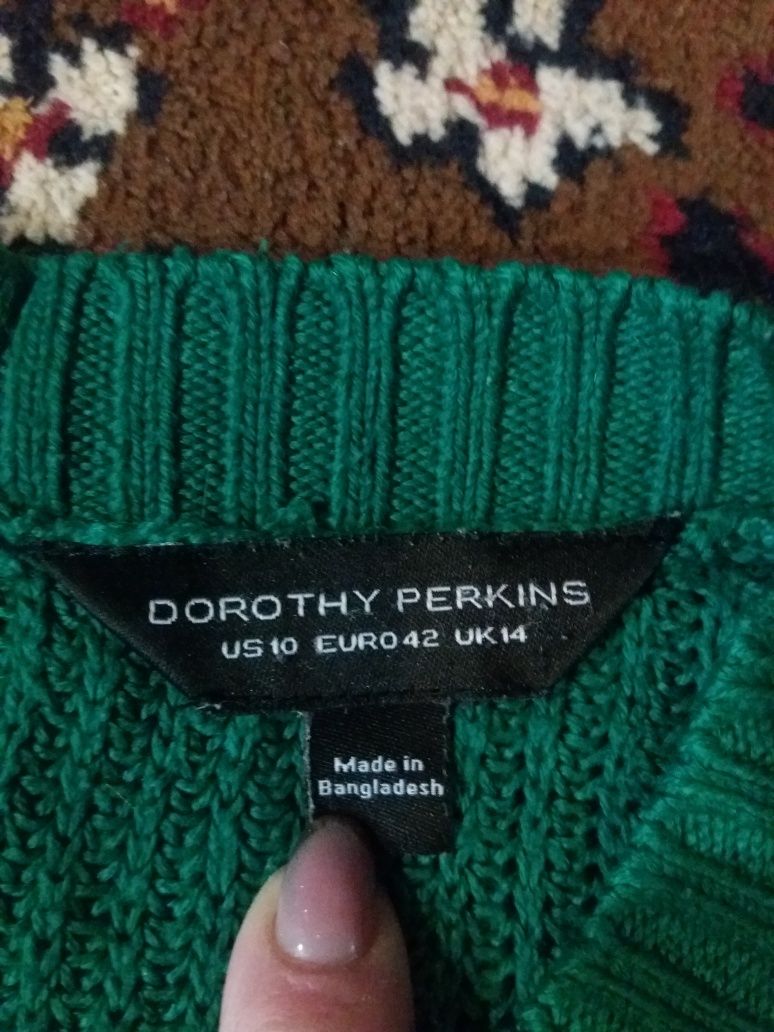 DOROTHY PERKINS
US 10 EURO 42 UK 14
Made in
Bangladesh